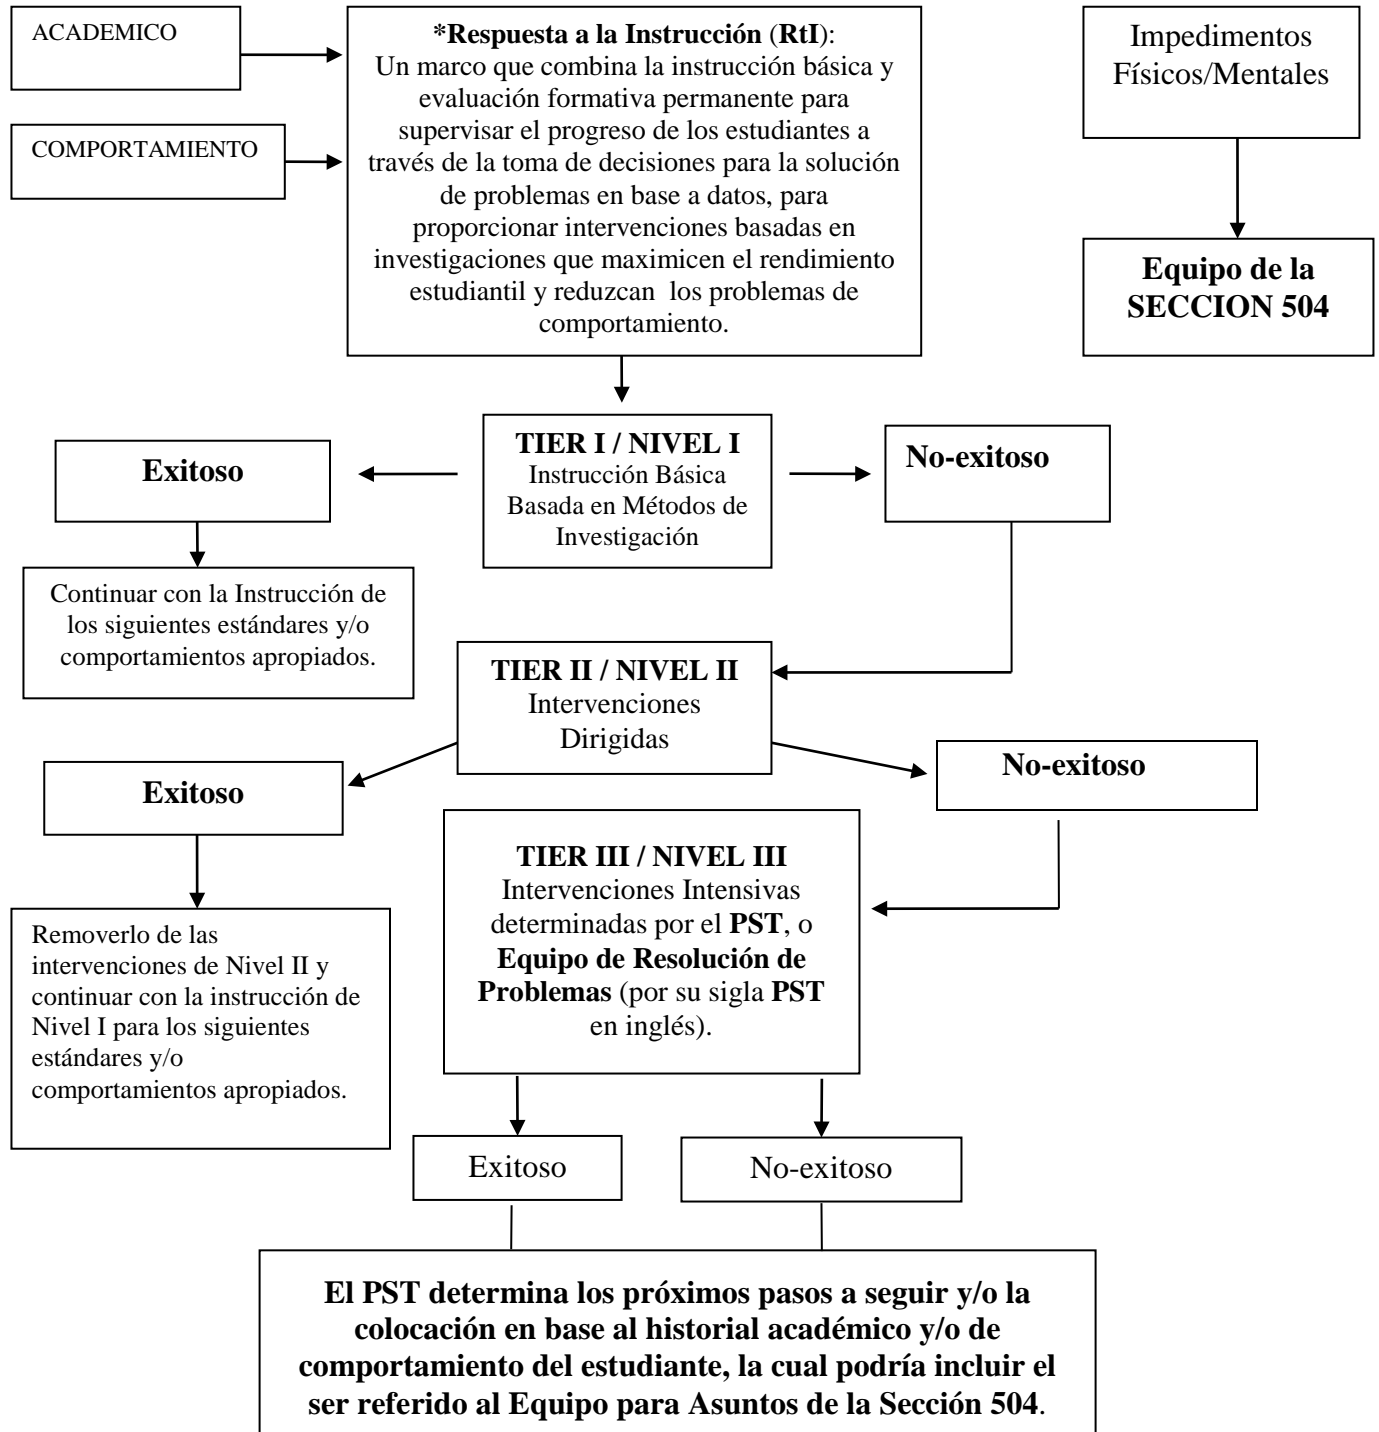 ACADEMICO
COMPORTAMIENTO
*Respuesta a la Instrucción (RtI):
Un marco que combina la instrucción básica y
evaluación formativa permanente para
supervisar el progreso de los estudiantes a
través de la toma de decisiones para la solución
de problemas en base a datos, para
proporcionar intervenciones basadas en
investigaciones que maximicen el rendimiento
estudiantil y reduzcan  los problemas de
comportamiento.
Impedimentos
Físicos/Mentales
Equipo de la
SECCION 504
TIER I / NIVEL I
Instrucción Básica
Basada en Métodos de
Investigación
Exitoso
No-exitoso
Continuar con la Instrucción de
los siguientes estándares y/o
comportamientos apropiados.
TIER II / NIVEL II
Intervenciones
Dirigidas
Exitoso
No-exitoso
Removerlo de las
intervenciones de Nivel II y
continuar con la instrucción de
Nivel I para los siguientes
estándares y/o
comportamientos apropiados.
TIER III / NIVEL III
Intervenciones Intensivas
determinadas por el PST, o
Equipo de Resolución de
Problemas (por su sigla PST
en inglés).
Exitoso
No-exitoso
El PST determina los próximos pasos a seguir y/o la
colocación en base al historial académico y/o de
comportamiento del estudiante, la cual podría incluir el
ser referido al Equipo para Asuntos de la Sección 504.